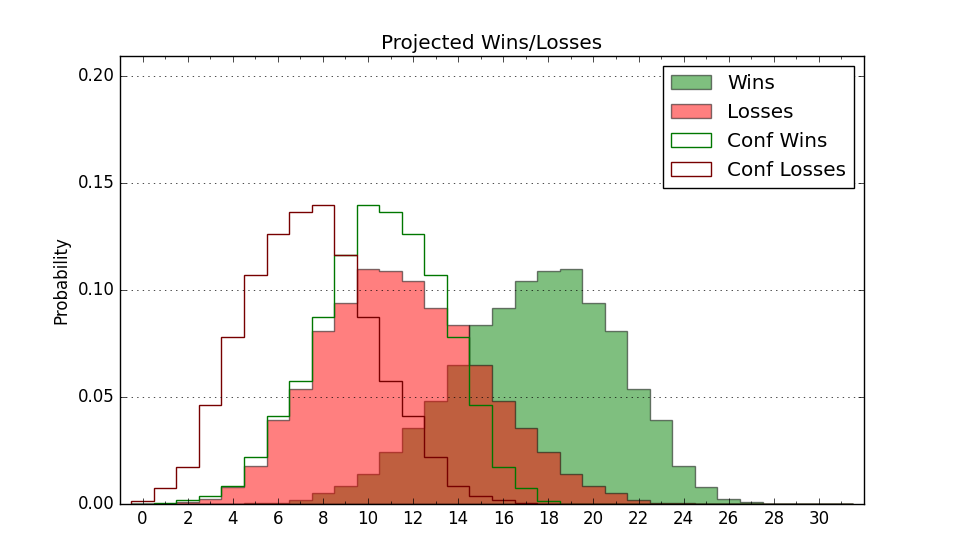 Projected Wins/Losses
0.20
0.15
0.10
0.05
0.00
Probability
Wins
Losses
Conf Wins
Conf Losses
0 2 4 6 8 10 12 14 16 18 20 22 24 26 28 30